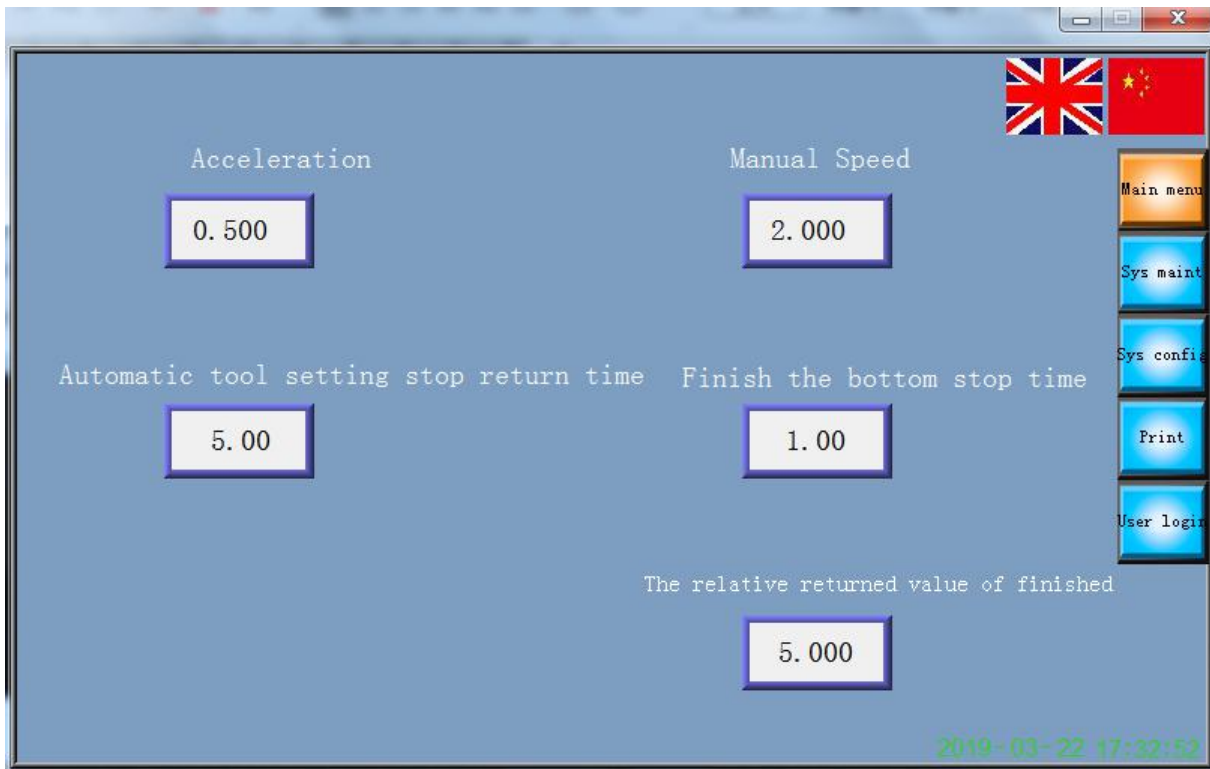 Acceleration
Manual Speed
0.500
2.000
Automatic tool setting stop return time
Finish the bottom stop time
5.00
1.00
The relative returned value of finished
5.000
Main menu
Sys maint
Sys config
Print
User login
2019-03-22 17:32:52